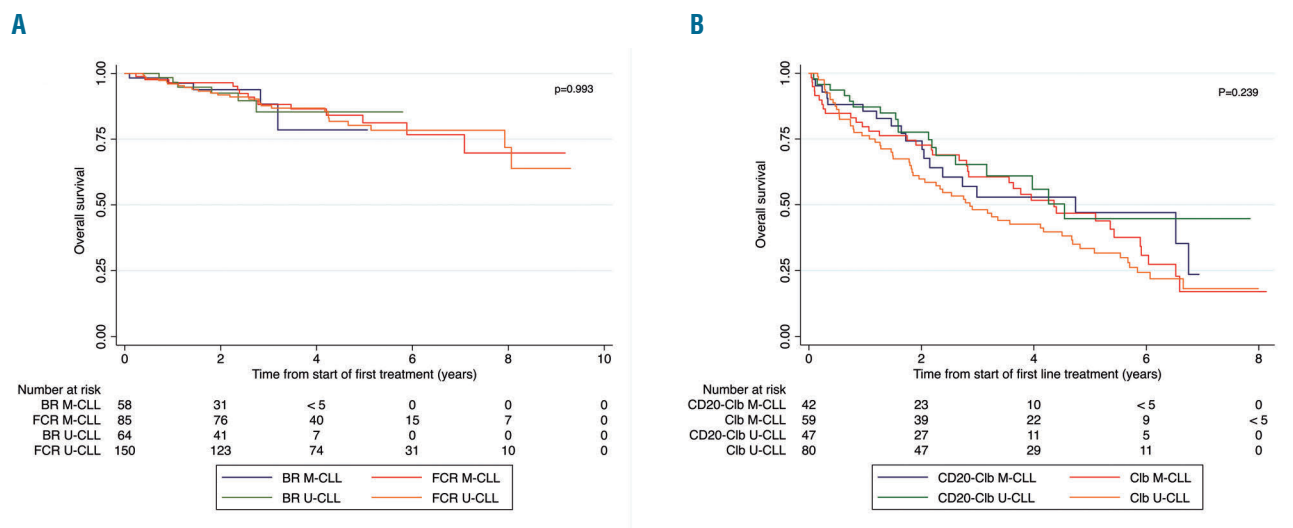 A
1.00
0.75
0.50
0.25
0.00
Overall survival
p=0.993
0 2 4 6 8 10
Time from start of first treatment (years)
Number at risk
BR M-CLL 58 31 < 5 0 0 0
FCR M-CLL 85 76 40 15 7 0
BR U-CLL 64 41 7 0 0 0
FCR U-CLL 150 123 74 31 10 0
BR M-CLL FCR M-CLL
BR U-CLL FCR U-CLL
B
1.00
0.75
0.50
0.25
0.00
Overall survival
P=0.239
0 2 4 6 8
Time from start of first line treatment (years)
Number at risk
CD20-Clb M-CLL 42 23 10 < 5 0
Clb M-CLL 59 39 22 9 < 5
CD20-Clb U-CLL 47 27 11 5 0
Clb U-CLL 80 47 29 11 0
CD20-Clb M-CLL Clb M-CLL
CD20-Clb U-CLL Clb U-CLL